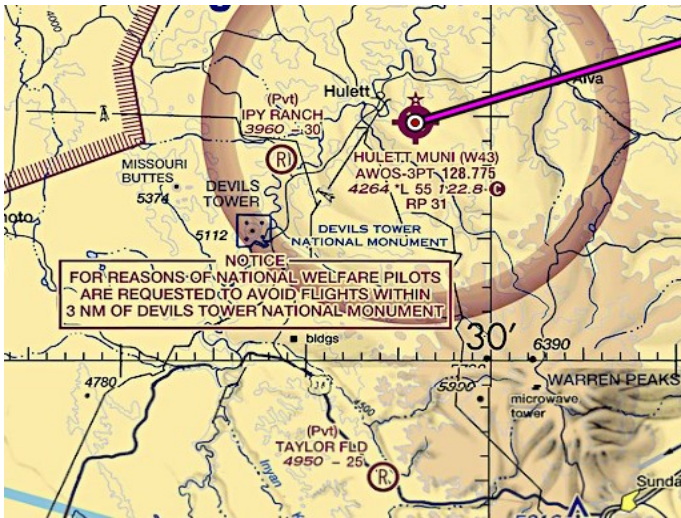 Hulett
Alva
(Pvt)
IPY RANCH
3960 - 30
R
MISSOURI
BUTTES
5374
HULETT MUNI (W43)
AWOS-3PT 128.775
4264 *L 55 122.8 C
RP 31
DEVILS
TOWER
5112
DEVILS TOWER
NATIONAL MONUMENT
NOTICE
FOR REASONS OF NATIONAL WELFARE PILOTS
ARE REQUESTED TO AVOID FLIGHTS WITHIN
3 NM OF DEVILS TOWER NATIONAL MONUMENT
bldgs
30'
6390
4780
5900
WARREN PEAKS
microwave
tower
4500
(Pvt)
TAYLOR FLD
4950 - 25
R
Inyan
Sunda